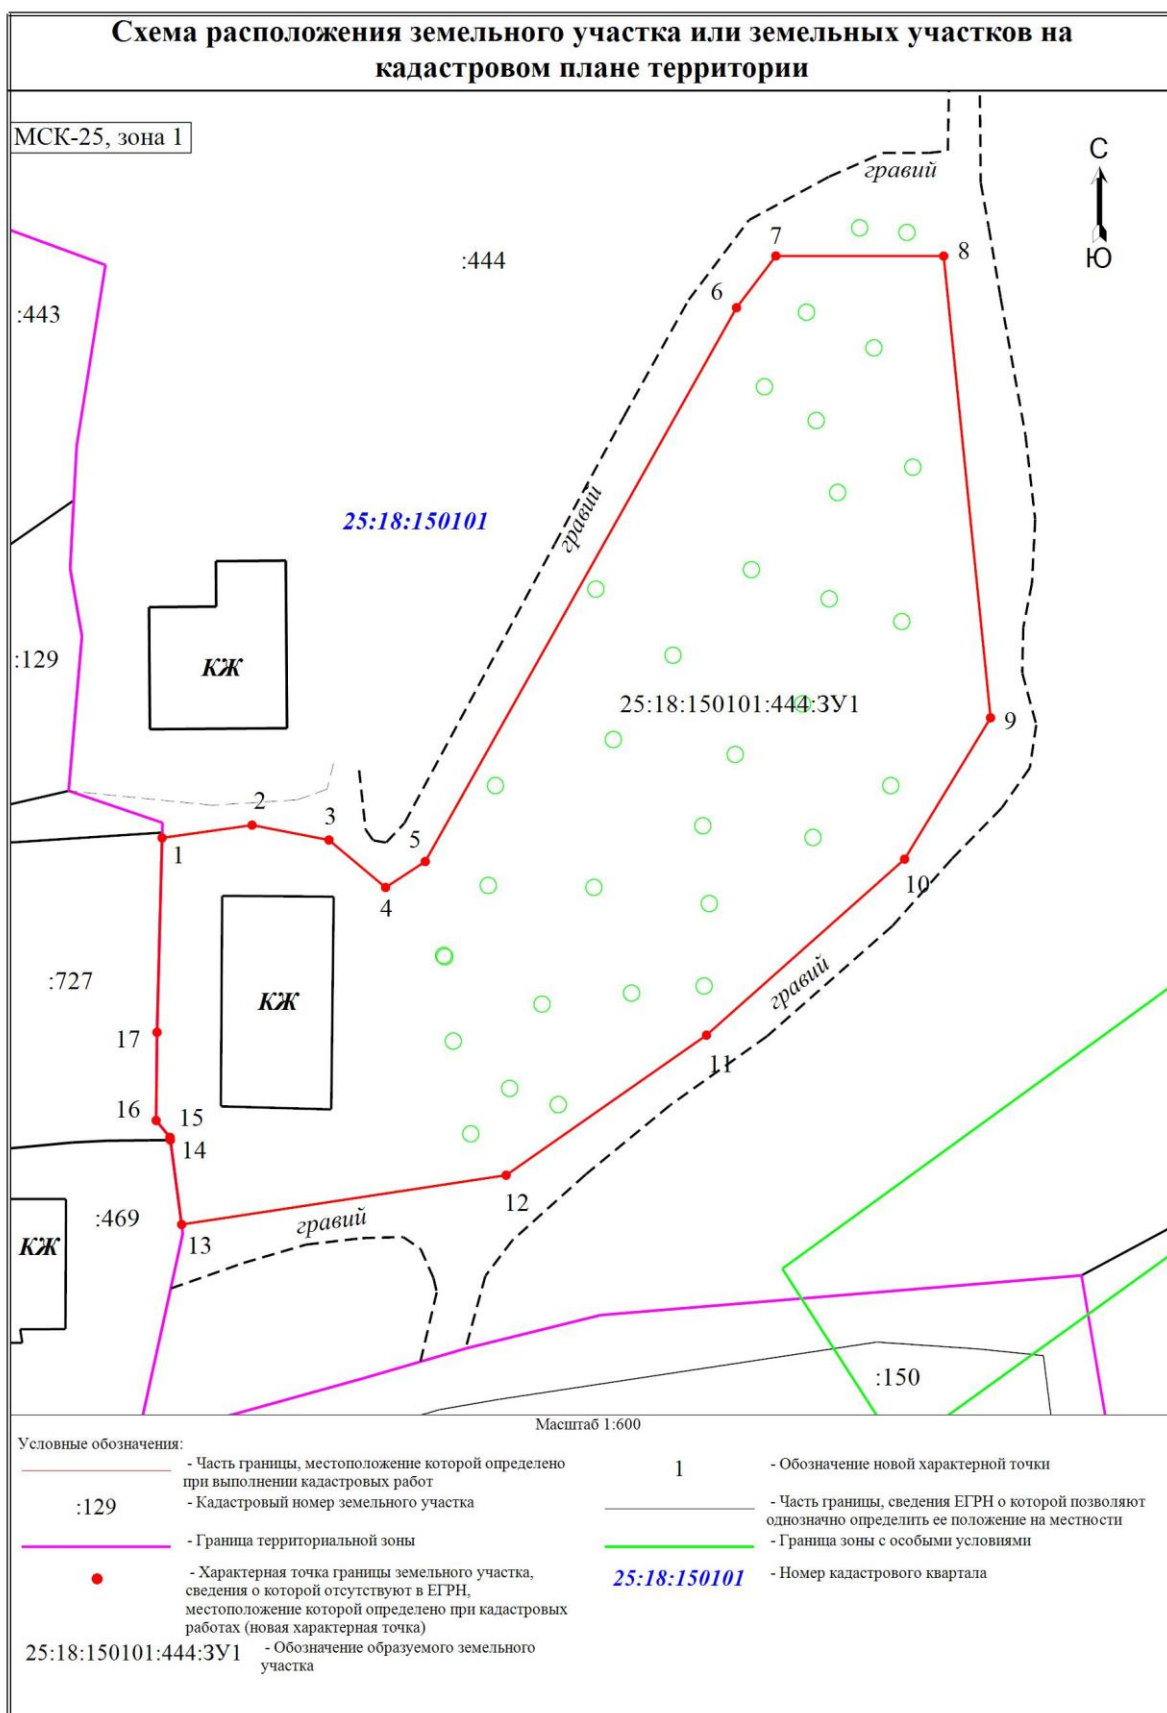 Схема расположения земельного участка или земельных участков на
кадастровом плане территории
МСК-25, зона 1
С
Ю
гравий
7
8
:444
6
:443
гравий
25:18:150101
:129
КЖ
25:18:150101:444:ЗУ1
9
2
3
5
1
4
10
:727
КЖ
гравий
17
11
16
15
14
12
:469
гравий
13
КЖ
:150
Масштаб 1:600
Условные обозначения:
- Часть границы, местоположение которой определено
при выполнении кадастровых работ
:129
- Кадастровый номер земельного участка
- Граница территориальной зоны
- Характерная точка границы земельного участка,
сведения о которой отсутствуют в ЕГРН,
местоположение которой определено при кадастровых
работах (новая характерная точка)
25:18:150101:444:ЗУ1
- Обозначение образуемого земельного
участка
1
- Обозначение новой характерной точки
- Часть границы, сведения ЕГРН о которой позволяют
однозначно определить ее положение на местности
- Граница зоны с особыми условиями
25:18:150101
- Номер кадастрового квартала